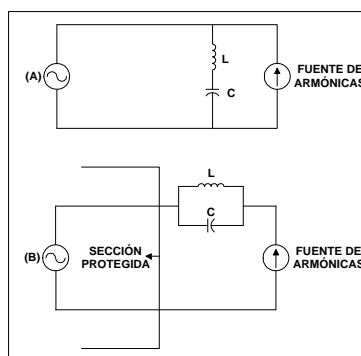 (A)
L
C
FUENTE DE
ARMÓNICAS
L
C
(B)
SECCIÓN
PROTEGIDA
FUENTE DE
ARMÓNICAS